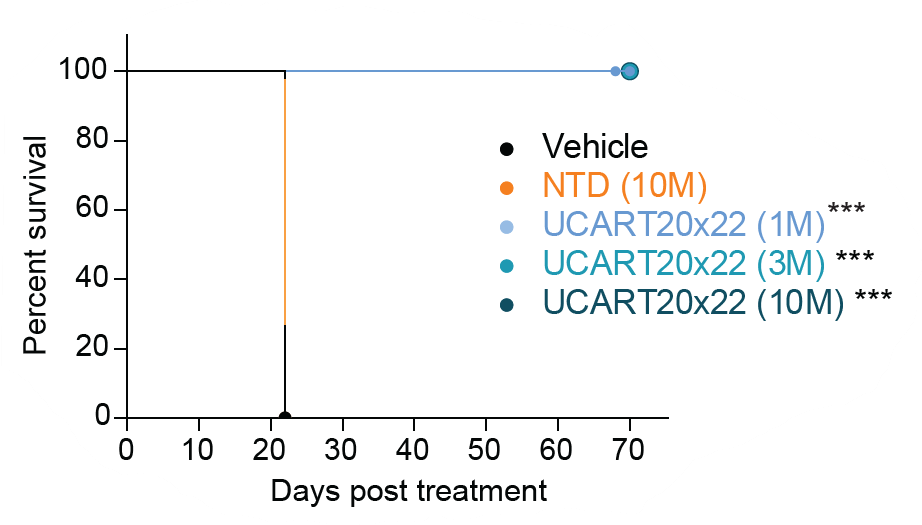 Percent survival
100
80
60
40
20
0
0 10 20 30 40 50 60 70
Days post treatment
Vehicle
NTD (10M)
UCART20x22 (1M)***
UCART20x22 (3M) ***
UCART20x22 (10M) ***